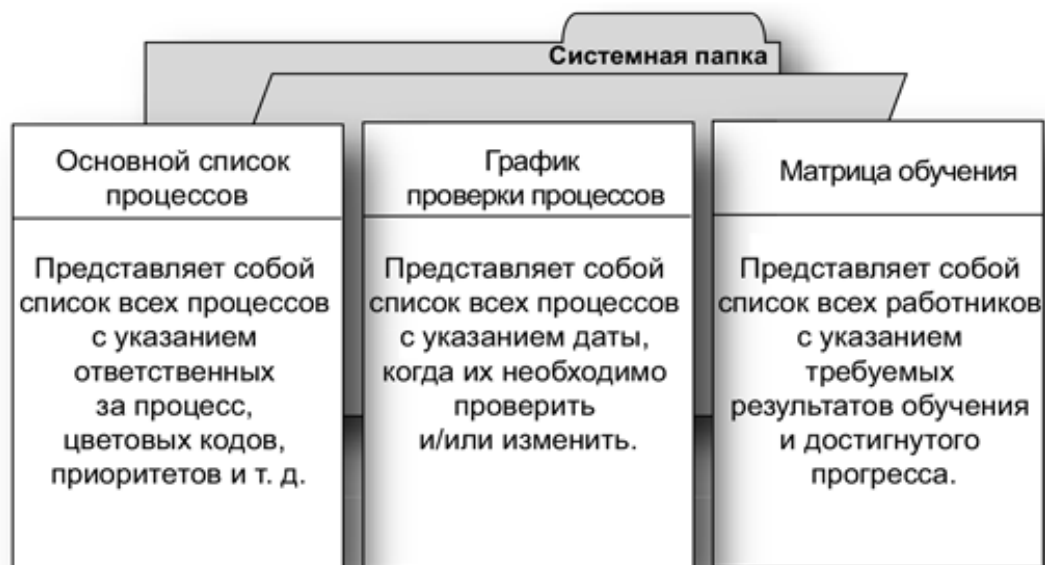 Системная папка
Основной список
процессов
Представляет собой
список всех процессов
с указанием
ответственных
за процесс,
цветовых кодов,
приоритетов и т. д.
График
проверки процессов
Представляет собой
список всех процессов
с указанием даты,
когда их необходимо
проверить
и/или изменить.
Матрица обучения
Представляет собой
список всех работников
с указанием
требуемых
результатов обучения
и достигнутого
прогресса.